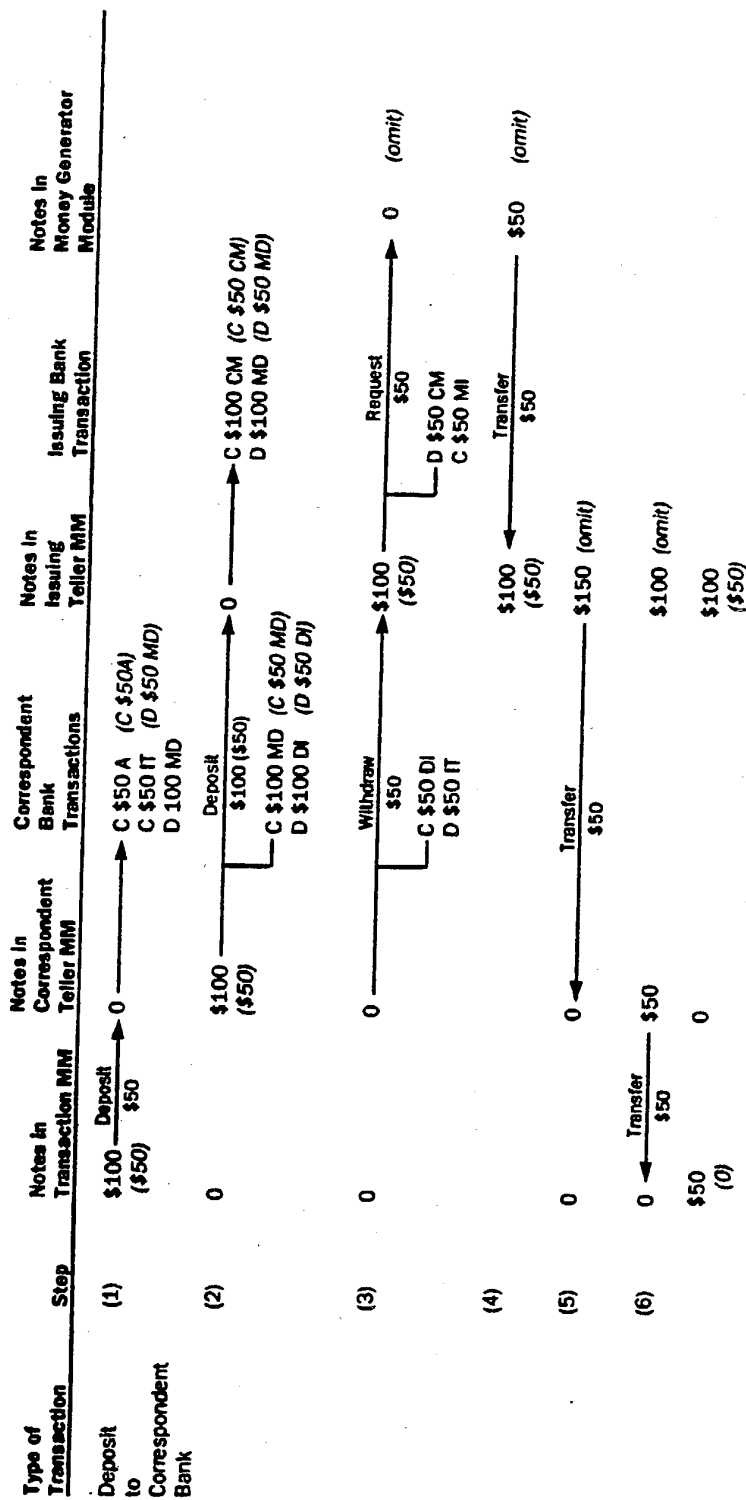 Type of Transaction
Step
Notes in Transaction MM
Notes in Correspondent Teller MM
Correspondent Bank Transactions
Notes in Issuing Teller MM
Issuing Bank Transaction
Notes in Money Generator Module
Deposit to Correspondent Bank
(1)
$100 Deposit 0 C $50 A (C $50A)
($50) $50 C $50 IT (D $50 MD)
D 100 MD
(2)
0 $100 Deposit 0 C $100 CM (C $50 CM)
($50) $100 ($50) D $100 MD (D $50 MD)
C $100 MD (C $50 MD)
D $100 DI (D $50 DI)
(3)
0 0 Withdraw $100 Request 0 (omit)
$50 ($50) $50
C $50 DI D $50 CM
D $50 IT C $50 MI
(4)
$100 Transfer $50 (omit)
($50) $50
(5)
0 0 Transfer $150 (omit)
$50
(6)
0 Transfer $50 $100 (omit)
$50
$50 0 $100
(0) ($50)